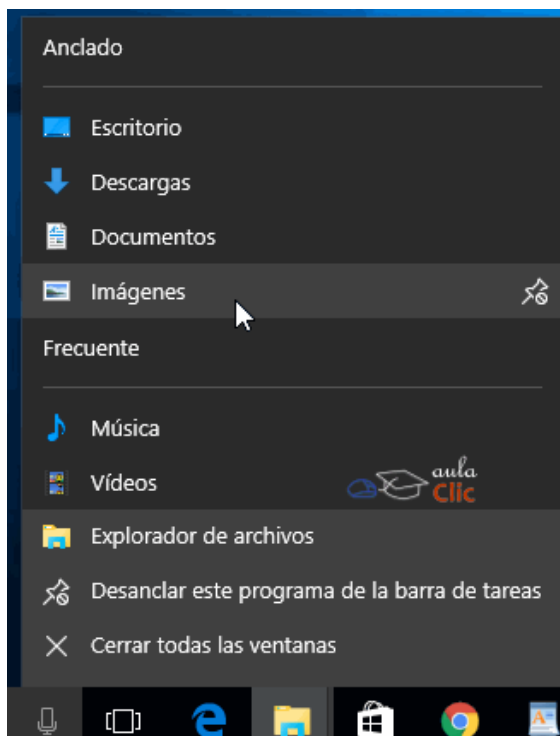 Anclado
Escritorio
Descargas
Documentos
Imágenes
Frecuente
Música
Vídeos
aula
Clic
Explorador de archivos
Desanclar este programa de la barra de tareas
Cerrar todas las ventanas